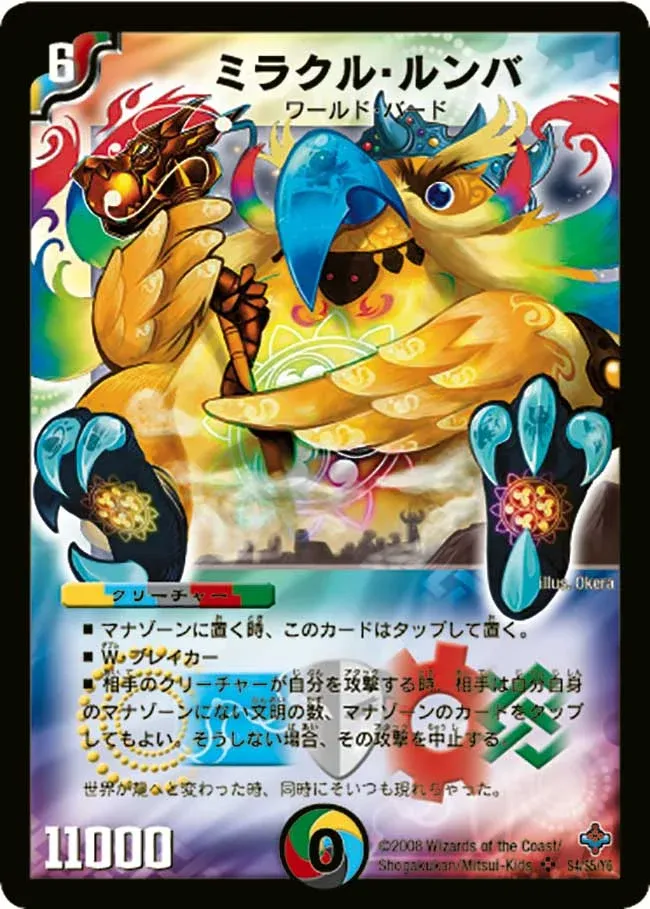 6
ミラクル・ルンバ
ワールド・バード
illus. Okera
クリーチャー
■ マナゾーンに置く時、このカードはタップして置く。
■ W・ブレイカー
■ 相手のクリーチャーが自分を攻撃する時、相手は自分自身
のマナゾーンにない文明の数、マナゾーンのカードをタップ
してもよい。そうしない場合、その攻撃を中止する。
世界が龍へと変わった時、同時にそいつも現れちゃった。
11000
0
©2008 Wizards of the Coast/
Shogakukan/Mitsui-Kids
S4/S5/Y6